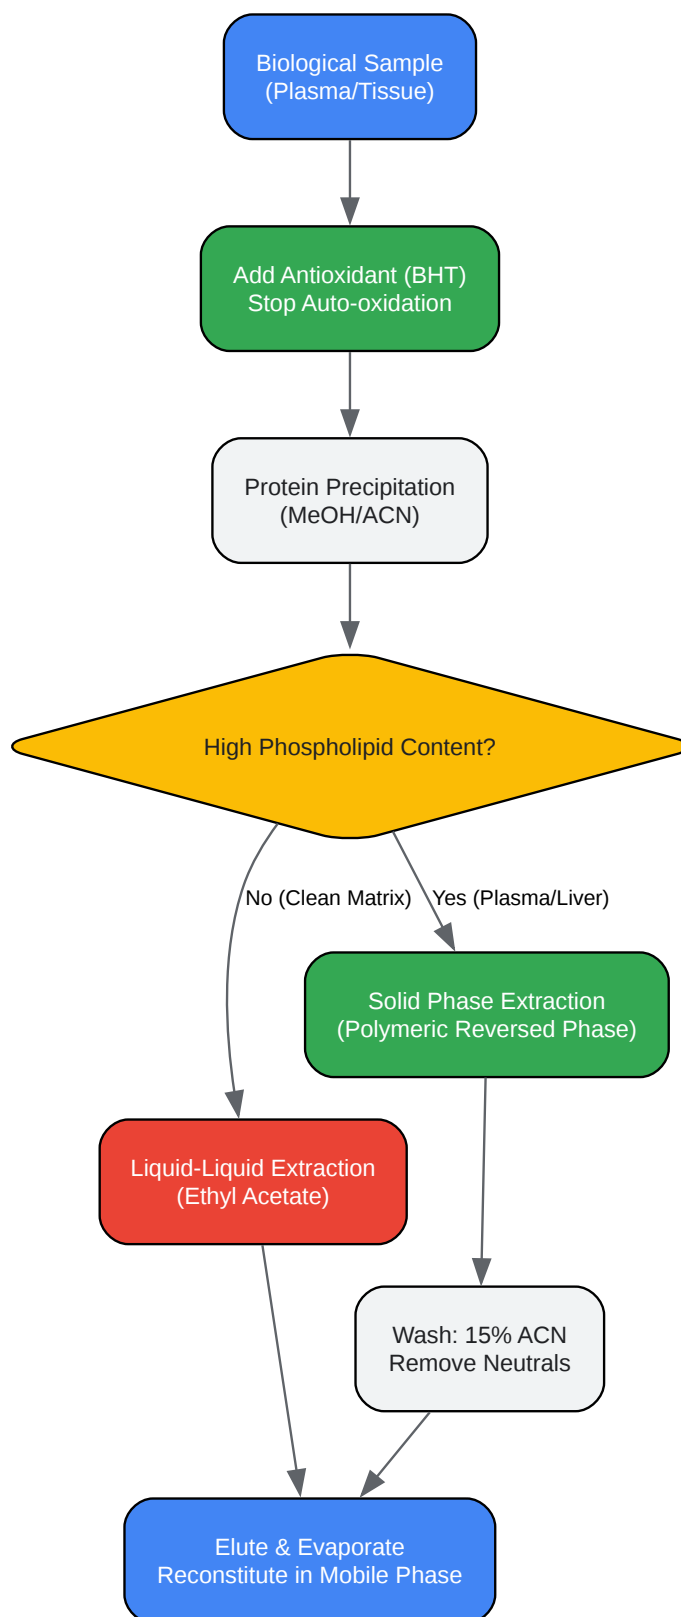 Biological Sample
(Plasma/Tissue)
Add Antioxidant (BHT)
Stop Auto-oxidation
Protein Precipitation
(MeOH/ACN)
High Phospholipid Content?
No (Clean Matrix)
Yes (Plasma/Liver)
Solid Phase Extraction
(Polymeric Reversed Phase)
Liquid-Liquid Extraction
(Ethyl Acetate)
Wash: 15% ACN
Remove Neutrals
Elute & Evaporate
Reconstitute in Mobile Phase